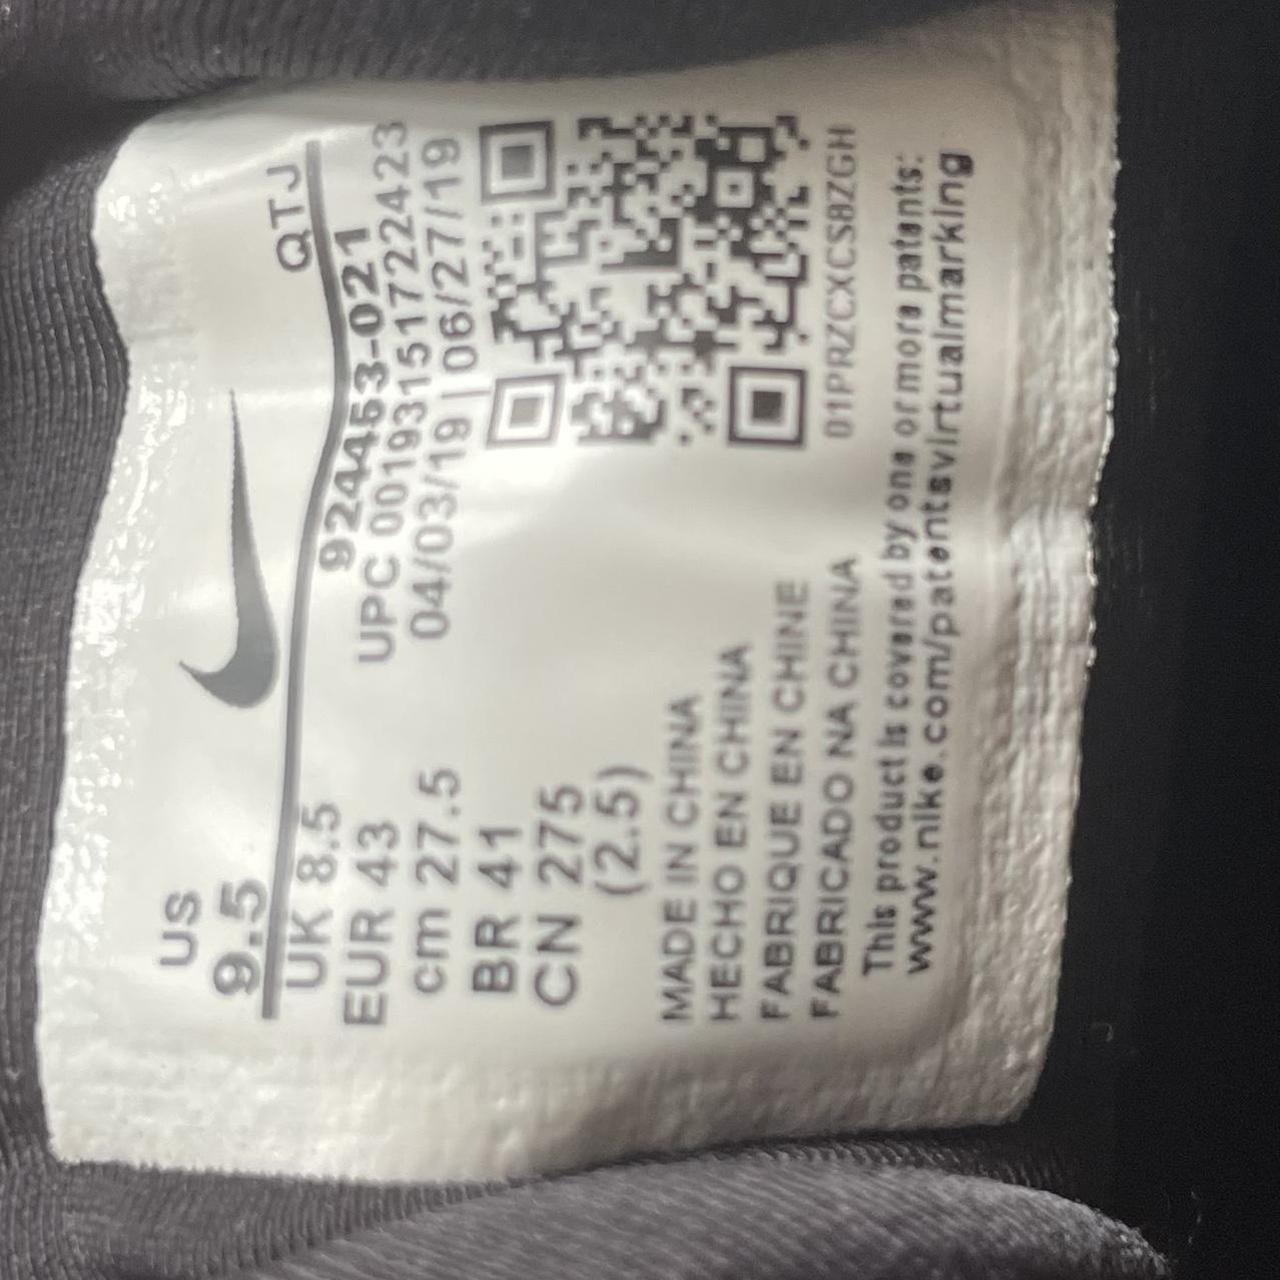 US
9.5
QTJ
UK 8.5
EUR 43
cm 27.5
BR 41
CN 275
(2.5)
924453-021
UPC 00193151722423
04/03/19 | 06/27/19
01PRZCXCS8ZGH
MADE IN CHINA
HECHO EN CHINA
FABRIQUE EN CHINE
FABRICADO NA CHINA
This product is covered by one or more patents:
www.nike.com/patentsvirtualmarking